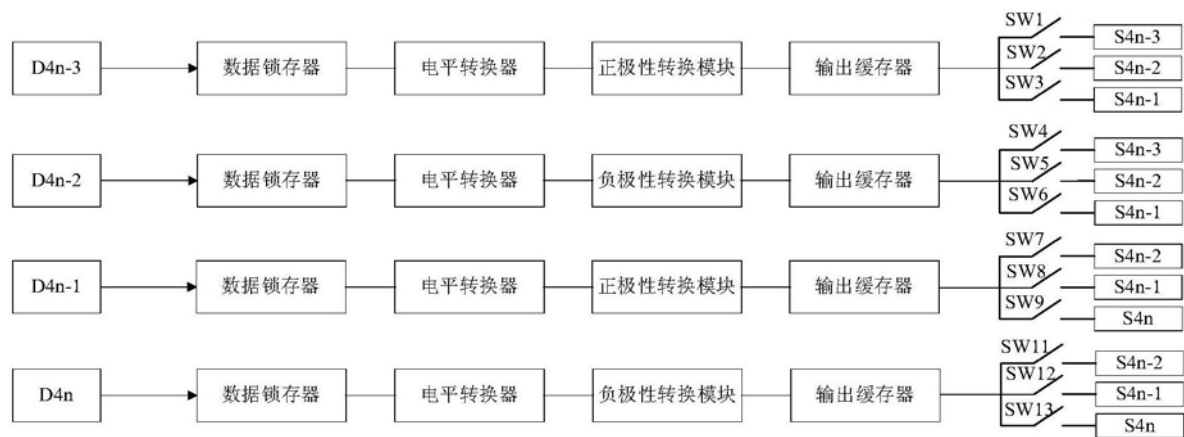 SW1
S4n-3
D4n-3 数据锁存器 电平转换器 正极性转换模块 输出缓存器 SW2 S4n-2
SW3 S4n-1
SW4 S4n-3
D4n-2 数据锁存器 电平转换器 负极性转换模块 输出缓存器 SW5 S4n-2
SW6 S4n-1
SW7 S4n-2
D4n-1 数据锁存器 电平转换器 正极性转换模块 输出缓存器 SW8 S4n-1
SW9 S4n
SW11 S4n-2
D4n 数据锁存器 电平转换器 负极性转换模块 输出缓存器 SW12 S4n-1
SW13 S4n